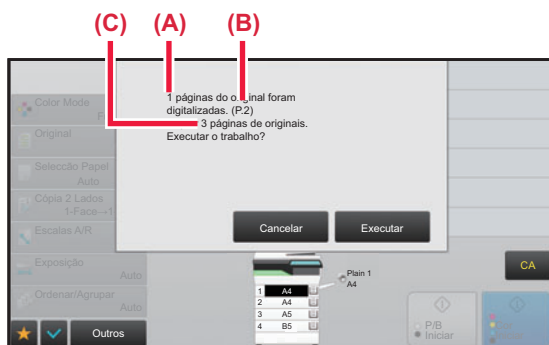 (C) (A) (B)
1 páginas do original foram
digitalizadas. (P.2)
3 páginas de originais.
Executar o trabalho?
Cancelar Executar
Color Mode
Original
Selecção Papel
Auto
Cópia 2 Lados
1-Face→1
Escalas A/R
Exposição
Auto
Ordenar/Agrupar
Auto
Outros
Plain 1
A4
1 A4
2 A4
3 A5
4 B5
CA
P/B
Iniciar